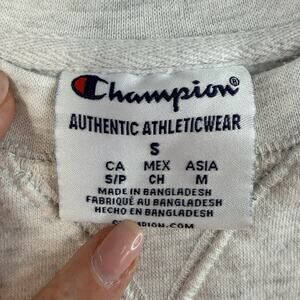 Champion®
AUTHENTIC ATHLETICWEAR
S
CA MEX ASIA
S/P CH M
MADE IN BANGLADESH
FABRIQUÉ AU BANGLADESH
HECHO EN BANGLADESH